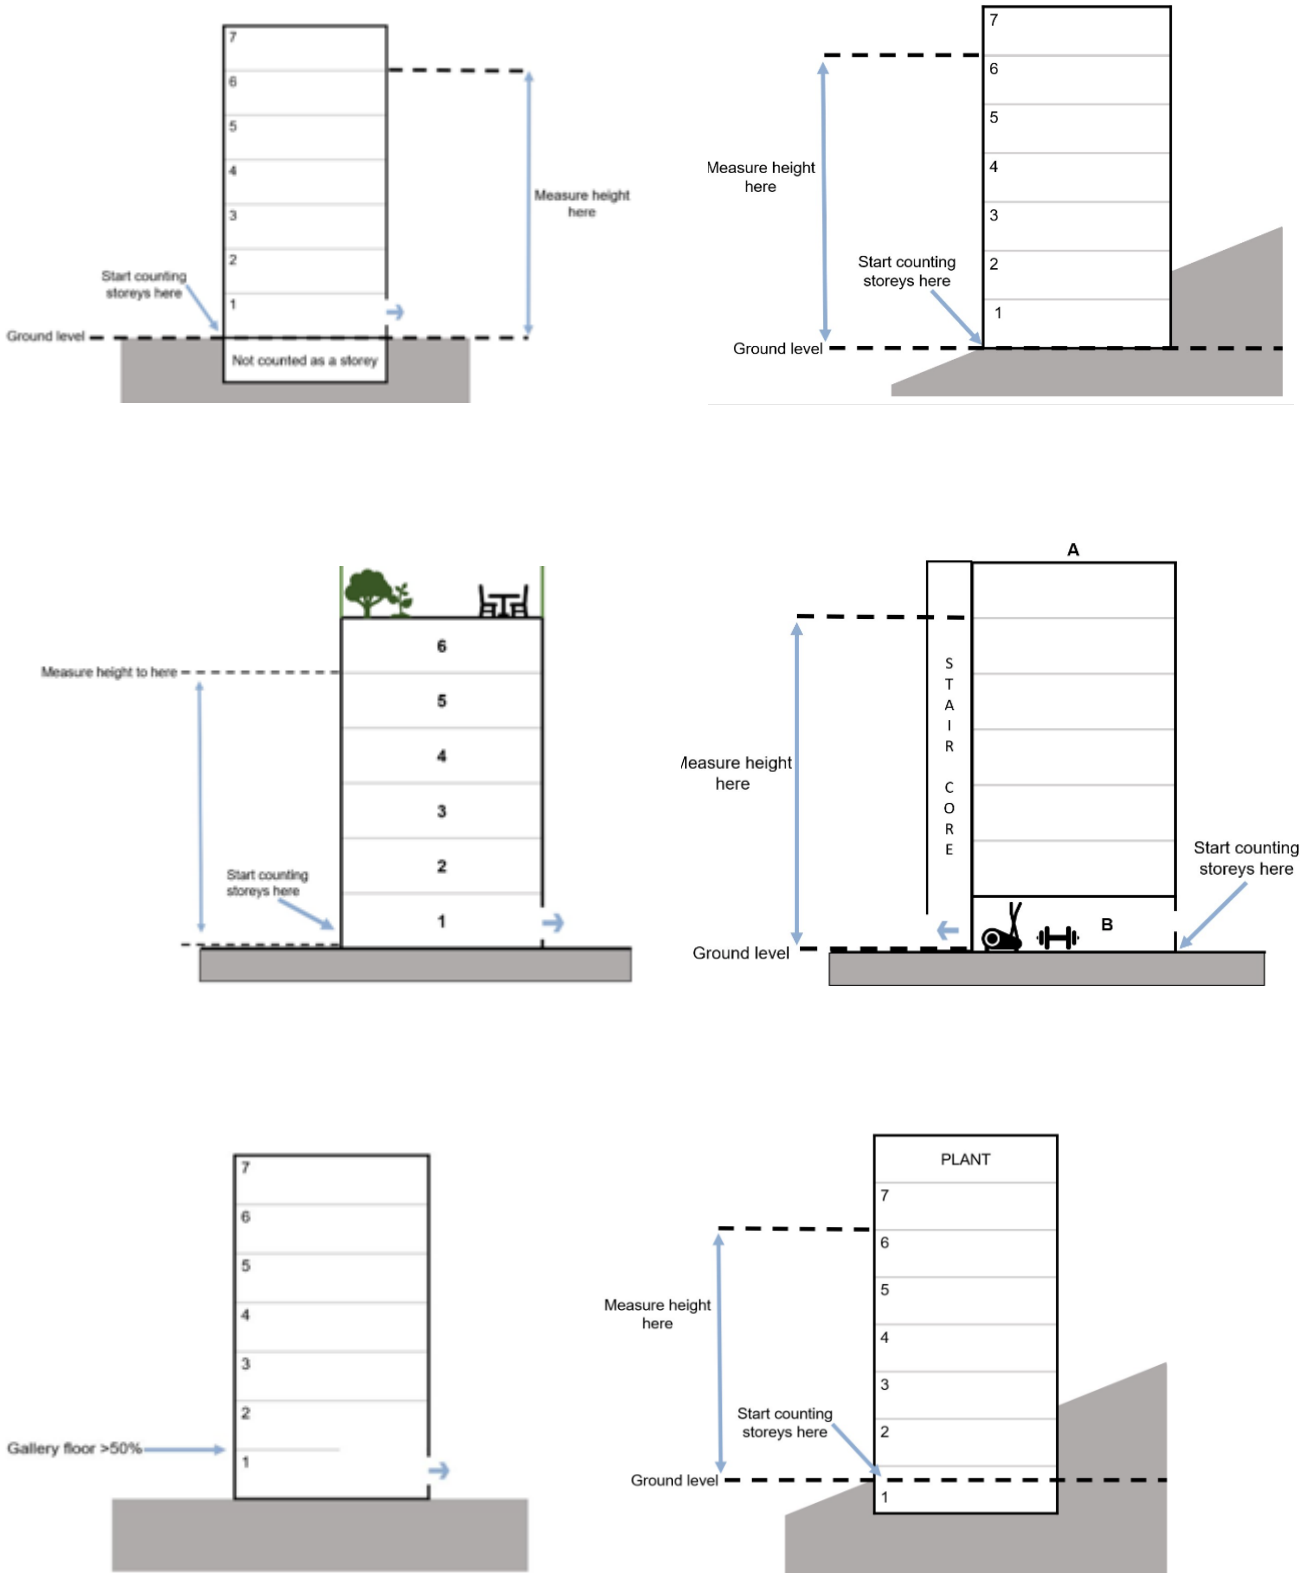 7
6
5
4
3
2
1
Measure height
here
Start counting
storeys here
Ground level
Not counted as a storey
7
6
5
4
3
2
1
Measure height
here
Start counting
storeys here
Ground level
6
5
4
3
2
1
Measure height to here
Start counting
storeys here
A
S
T
A
I
R
C
O
R
E
Measure height
here
Start counting
storeys here
B
Ground level
7
6
5
4
3
2
1
Gallery floor >50%
PLANT
7
6
5
4
3
2
1
Measure height
here
Start counting
storeys here
Ground level